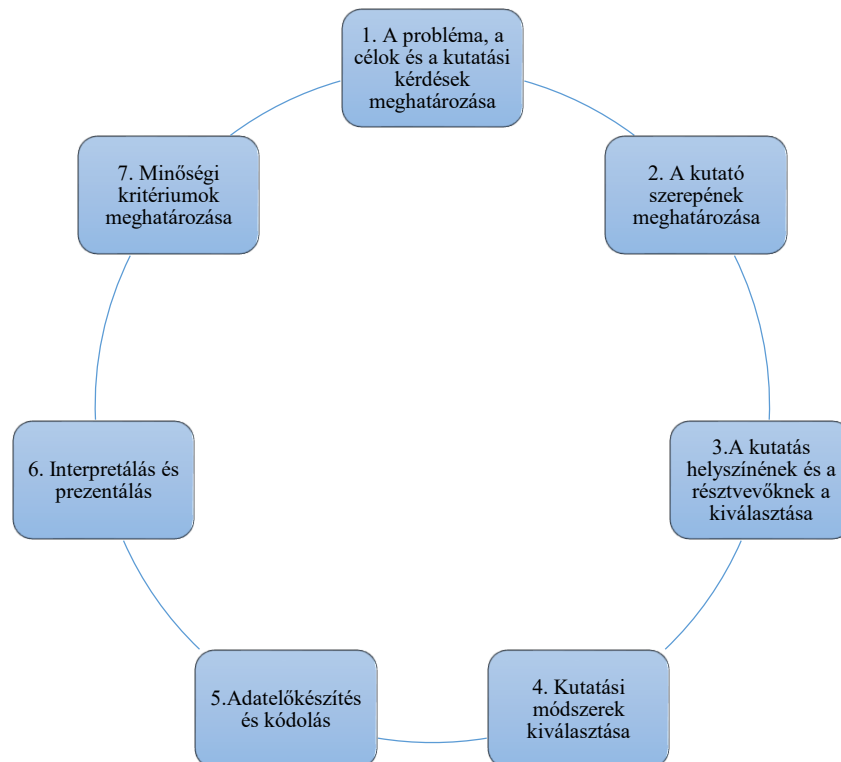 1. A probléma, a
célok és a kutatási
kérdések
meghatározása
2. A kutató
szerepének
meghatározása
3.A kutatás
helyszínének és a
résztvevőknek a
kiválasztása
4. Kutatási
módszerek
kiválasztása
5.Adatelőkészítés
és kódolás
6. Interpretálás és
prezentálás
7. Minőségi
kritériumok
meghatározása